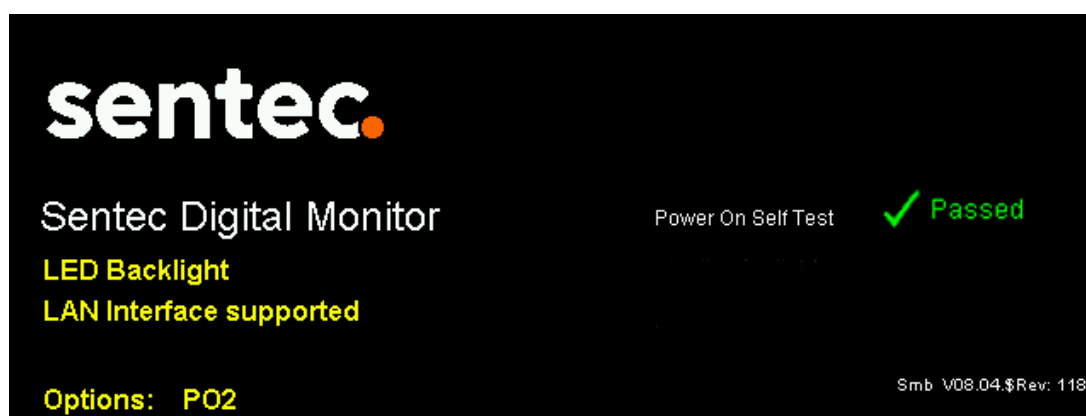 sentec.
Sentec Digital Monitor
Power On Self Test ✓ Passed
LED Backlight
LAN Interface supported
Smb V08.04.$Rev: 118
Options: PO2